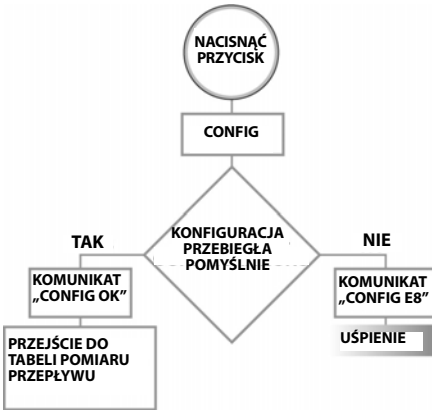 NACISNĄĆ
PRZYCISK
CONFIG
KONFIGURACJA
PRZEBIEGŁA
POMYŚLNIE
TAK
NIE
KOMUNIKAT
„CONFIG OK”
KOMUNIKAT
„CONFIG E8”
PRZEJŚCIE DO
TABELI POMIARU
PRZEPŁYWU
UŚPIENIE